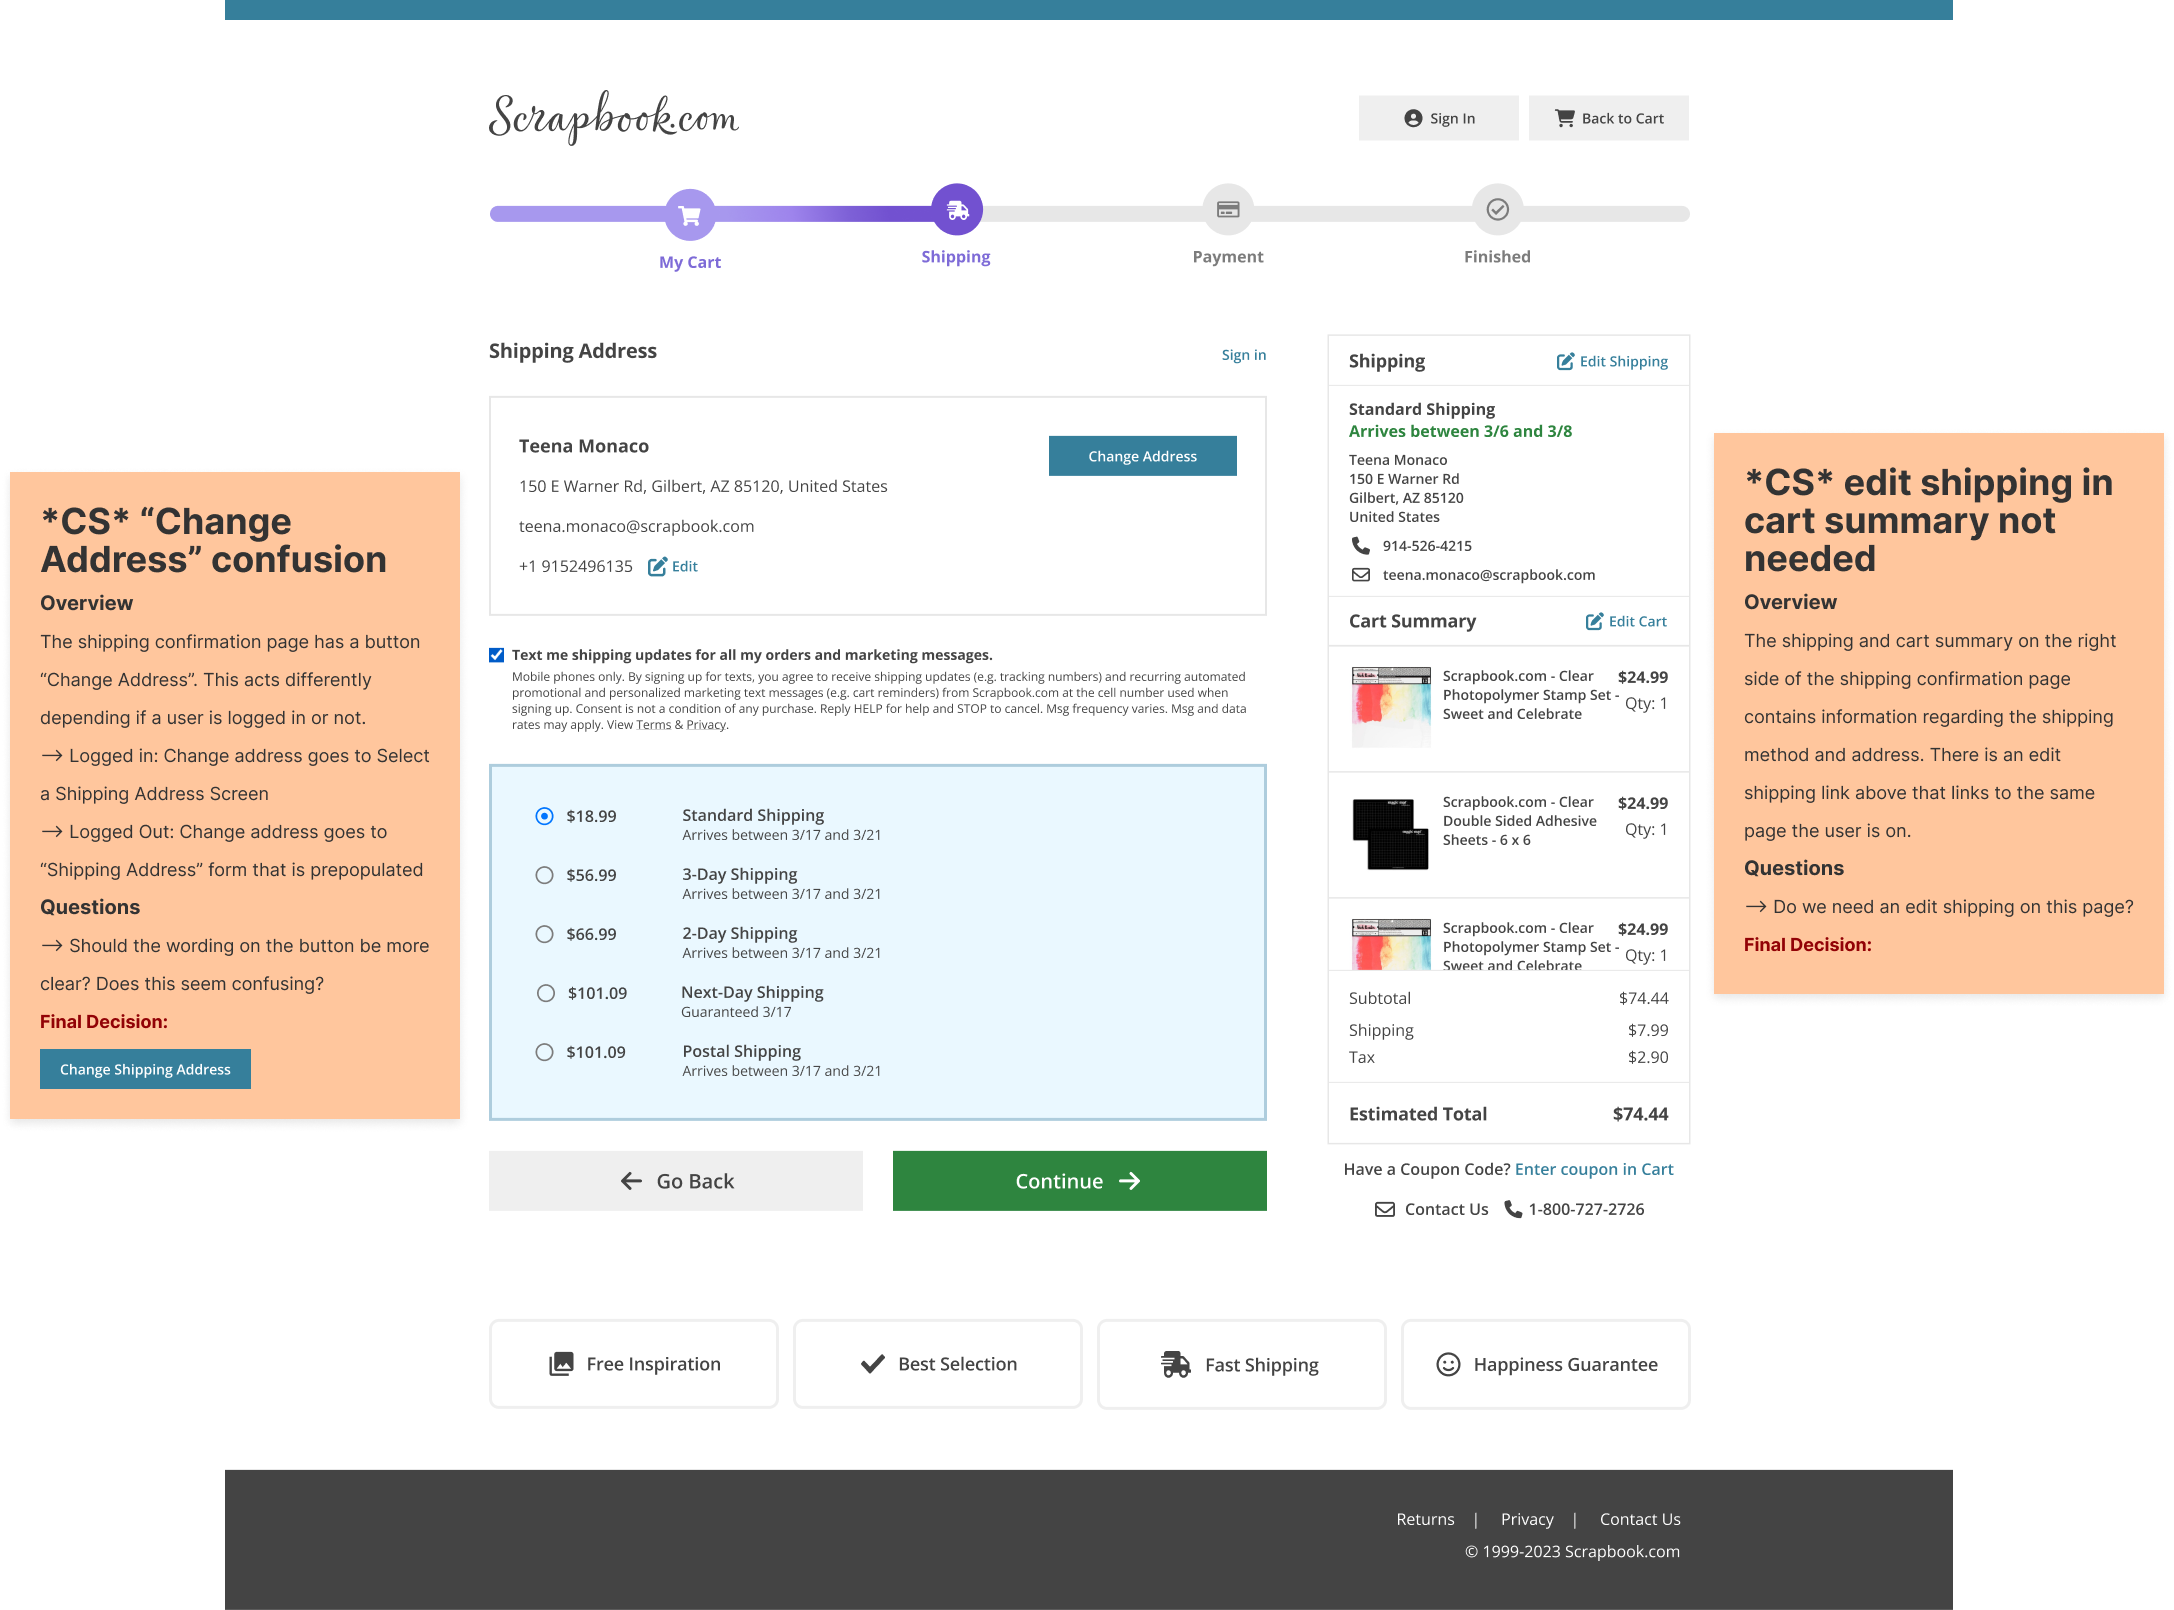 Scrapbook.com
Sign In
Back to Cart
My Cart
Shipping
Payment
Finished
Shipping Address
Sign in
Teena Monaco
Change Address
150 E Warner Rd, Gilbert, AZ 85120, United States
teena.monaco@scrapbook.com
+1 9152496135
Edit
Text me shipping updates for all my orders and marketing messages.
Mobile phones only. By signing up for texts, you agree to receive shipping updates (e.g. tracking numbers) and recurring automated
promotional and personalized marketing text messages (e.g. cart reminders) from Scrapbook.com at the cell number used when
signing up. Consent is not a condition of any purchase. Reply HELP for help and STOP to cancel. Msg frequency varies. Msg and data
rates may apply. View Terms & Privacy.
$18.99 Standard Shipping
Arrives between 3/17 and 3/21
$56.99 3-Day Shipping
Arrives between 3/17 and 3/21
$66.99 2-Day Shipping
Arrives between 3/17 and 3/21
$101.09 Next-Day Shipping
Guaranteed 3/17
$101.09 Postal Shipping
Arrives between 3/17 and 3/21
Go Back
Continue
Shipping
Edit Shipping
Standard Shipping
Arrives between 3/6 and 3/8
Teena Monaco
150 E Warner Rd
Gilbert, AZ 85120
United States
914-526-4215
teena.monaco@scrapbook.com
Cart Summary
Edit Cart
Scrapbook.com - Clear
Photopolymer Stamp Set -
Sweet and Celebrate
$24.99
Qty: 1
Scrapbook.com - Clear
Double Sided Adhesive
Sheets - 6 x 6
$24.99
Qty: 1
Scrapbook.com - Clear
Photopolymer Stamp Set -
Sweet and Celebrate
$24.99
Qty: 1
Subtotal $74.44
Shipping $7.99
Tax $2.90
Estimated Total $74.44
Have a Coupon Code? Enter coupon in Cart
Contact Us 1-800-727-2726
*CS* “Change
Address” confusion
Overview
The shipping confirmation page has a button
“Change Address”. This acts differently
depending if a user is logged in or not.
→ Logged in: Change address goes to Select
a Shipping Address Screen
→ Logged Out: Change address goes to
“Shipping Address” form that is prepopulated
Questions
→ Should the wording on the button be more
clear? Does this seem confusing?
Final Decision:
Change Shipping Address
*CS* edit shipping in
cart summary not
needed
Overview
The shipping and cart summary on the right
side of the shipping confirmation page
contains information regarding the shipping
method and address. There is an edit
shipping link above that links to the same
page the user is on.
Questions
→ Do we need an edit shipping on this page?
Final Decision:
Free Inspiration
Best Selection
Fast Shipping
Happiness Guarantee
Returns | Privacy | Contact Us
© 1999-2023 Scrapbook.com